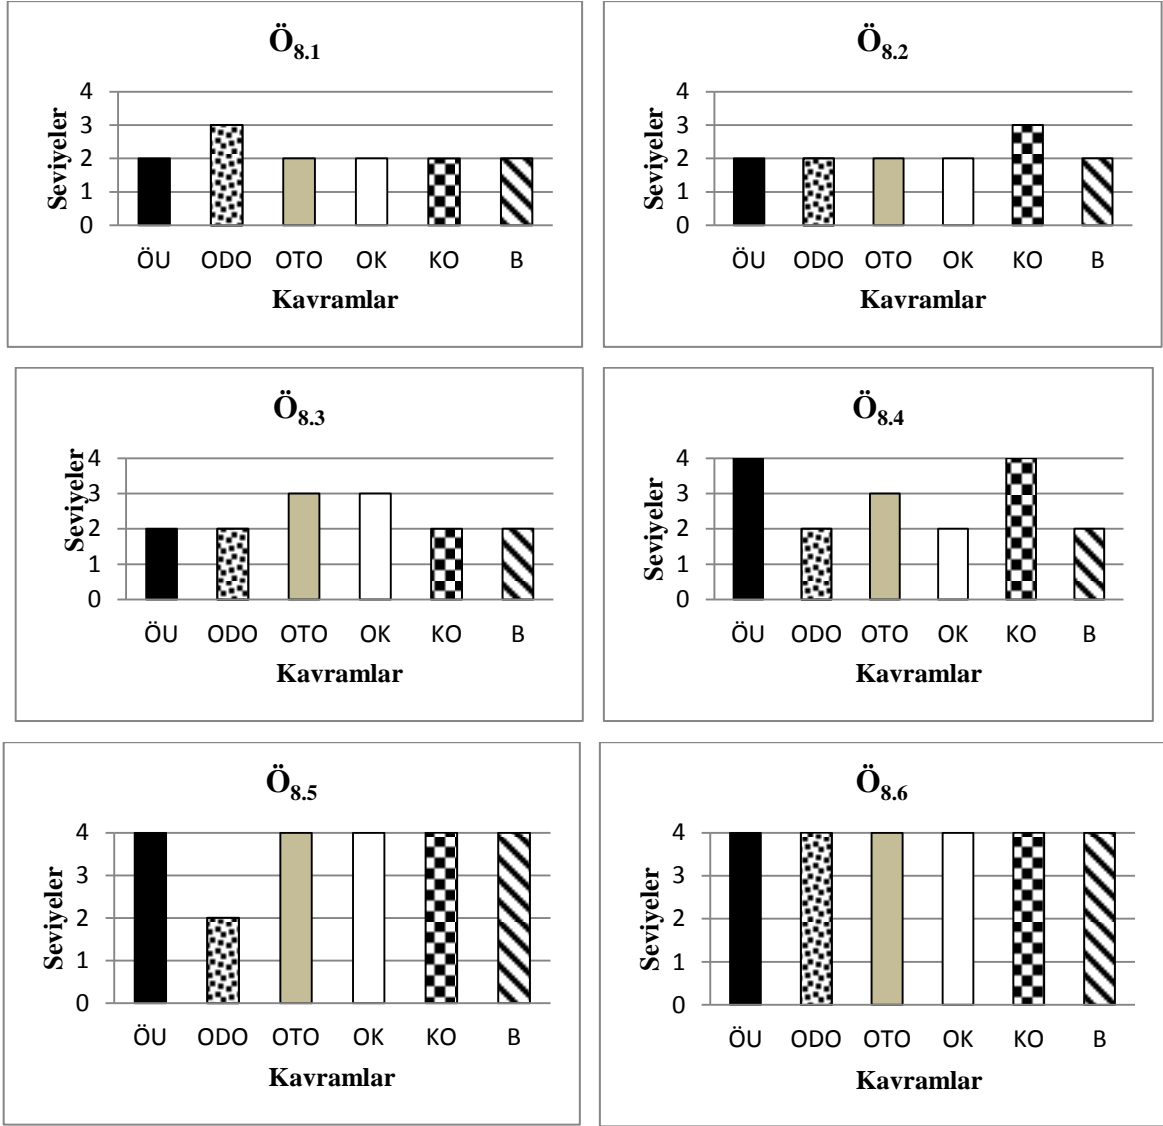 Ö8.1
Seviyeler
4
3
2
1
0
ÖU ODO OTO OK KO B
Kavramlar
Ö8.2
Seviyeler
4
3
2
1
0
ÖU ODO OTO OK KO B
Kavramlar
Ö8.3
Seviyeler
4
3
2
1
0
ÖU ODO OTO OK KO B
Kavramlar
Ö8.4
Seviyeler
4
3
2
1
0
ÖU ODO OTO OK KO B
Kavramlar
Ö8.5
Seviyeler
4
3
2
1
0
ÖU ODO OTO OK KO B
Kavramlar
Ö8.6
Seviyeler
4
3
2
1
0
ÖU ODO OTO OK KO B
Kavramlar